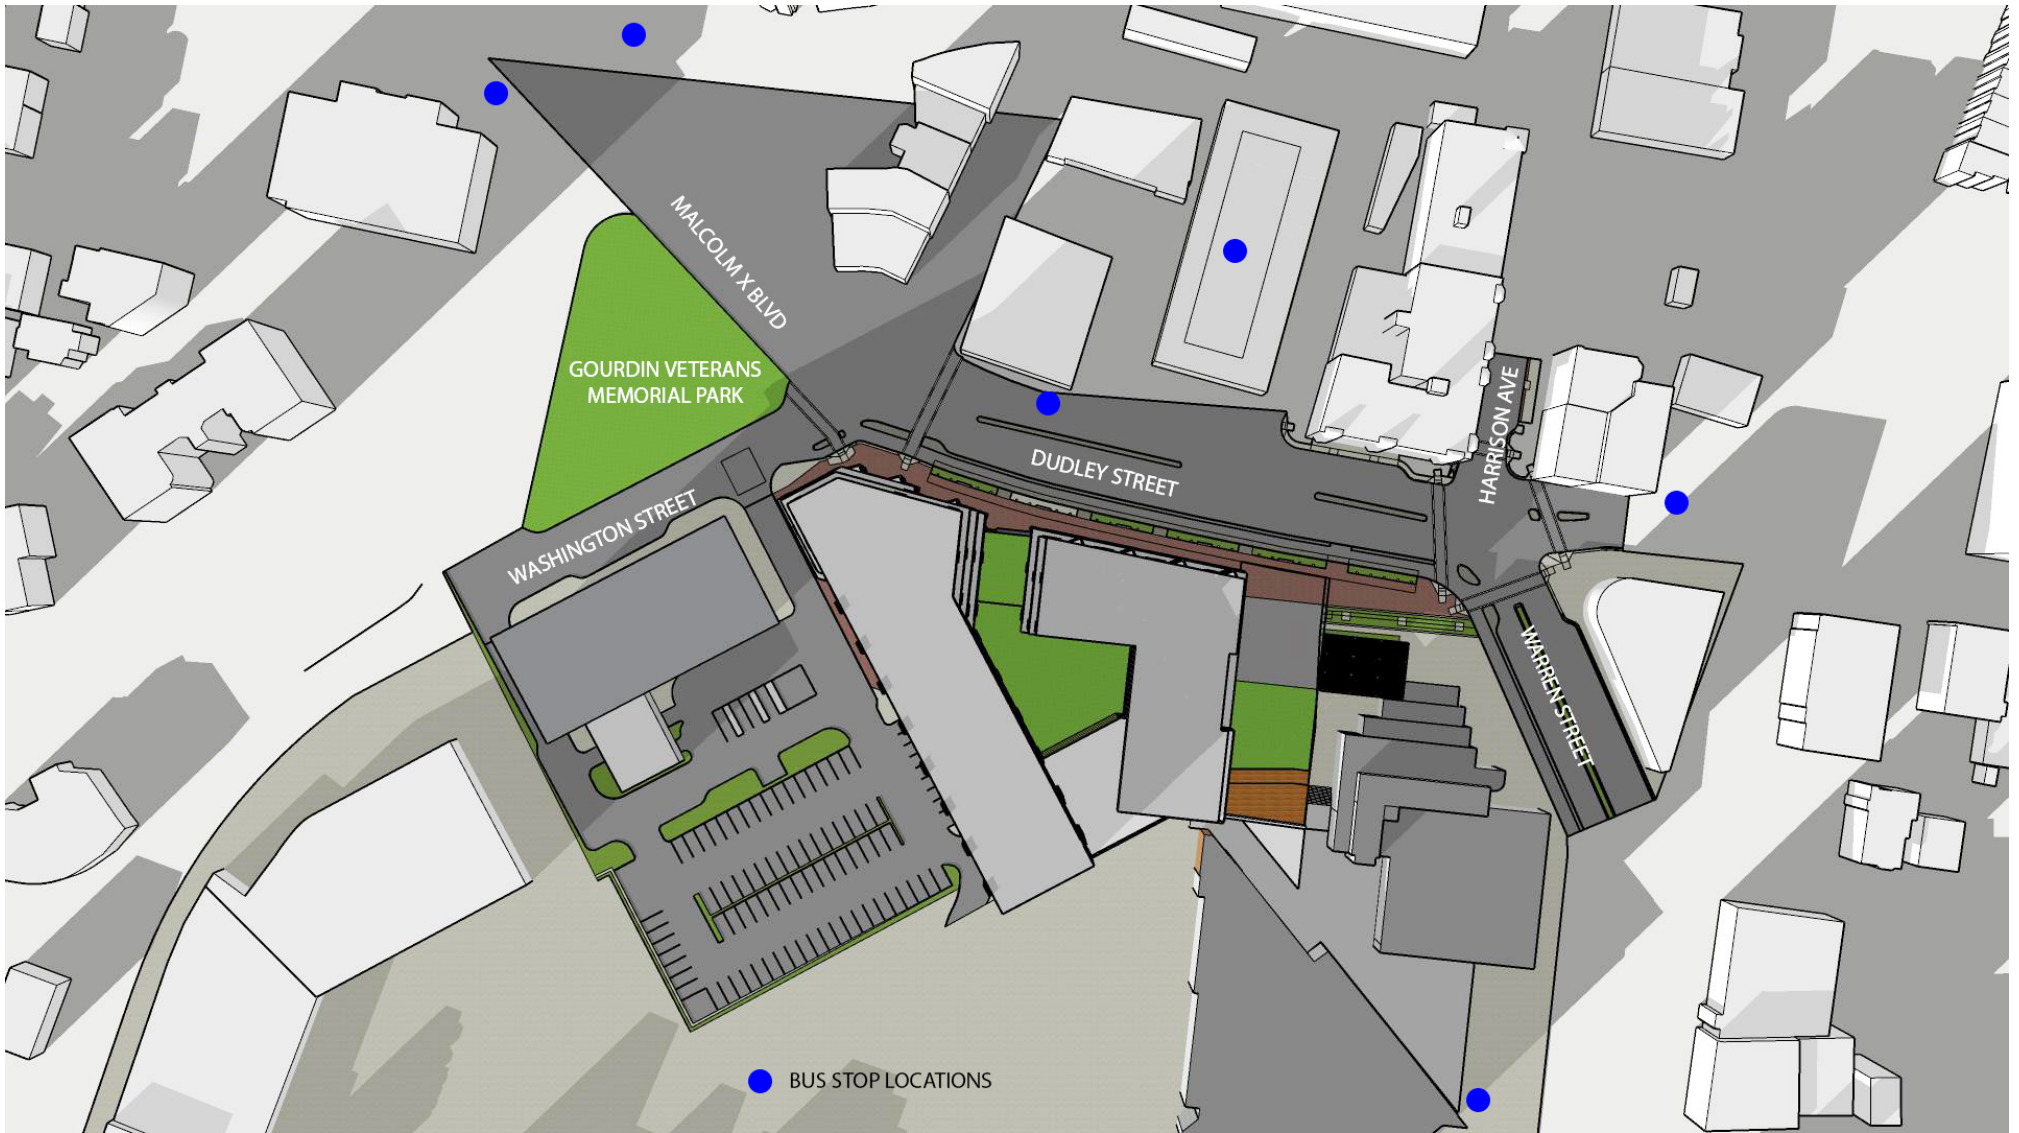 MALCOLM X BLVD
GOURDIN VETERANS
MEMORIAL PARK
HARRISON AVE
DUDLEY STREET
WASHINGTON STREET
WARREN STREET
BUS STOP LOCATIONS